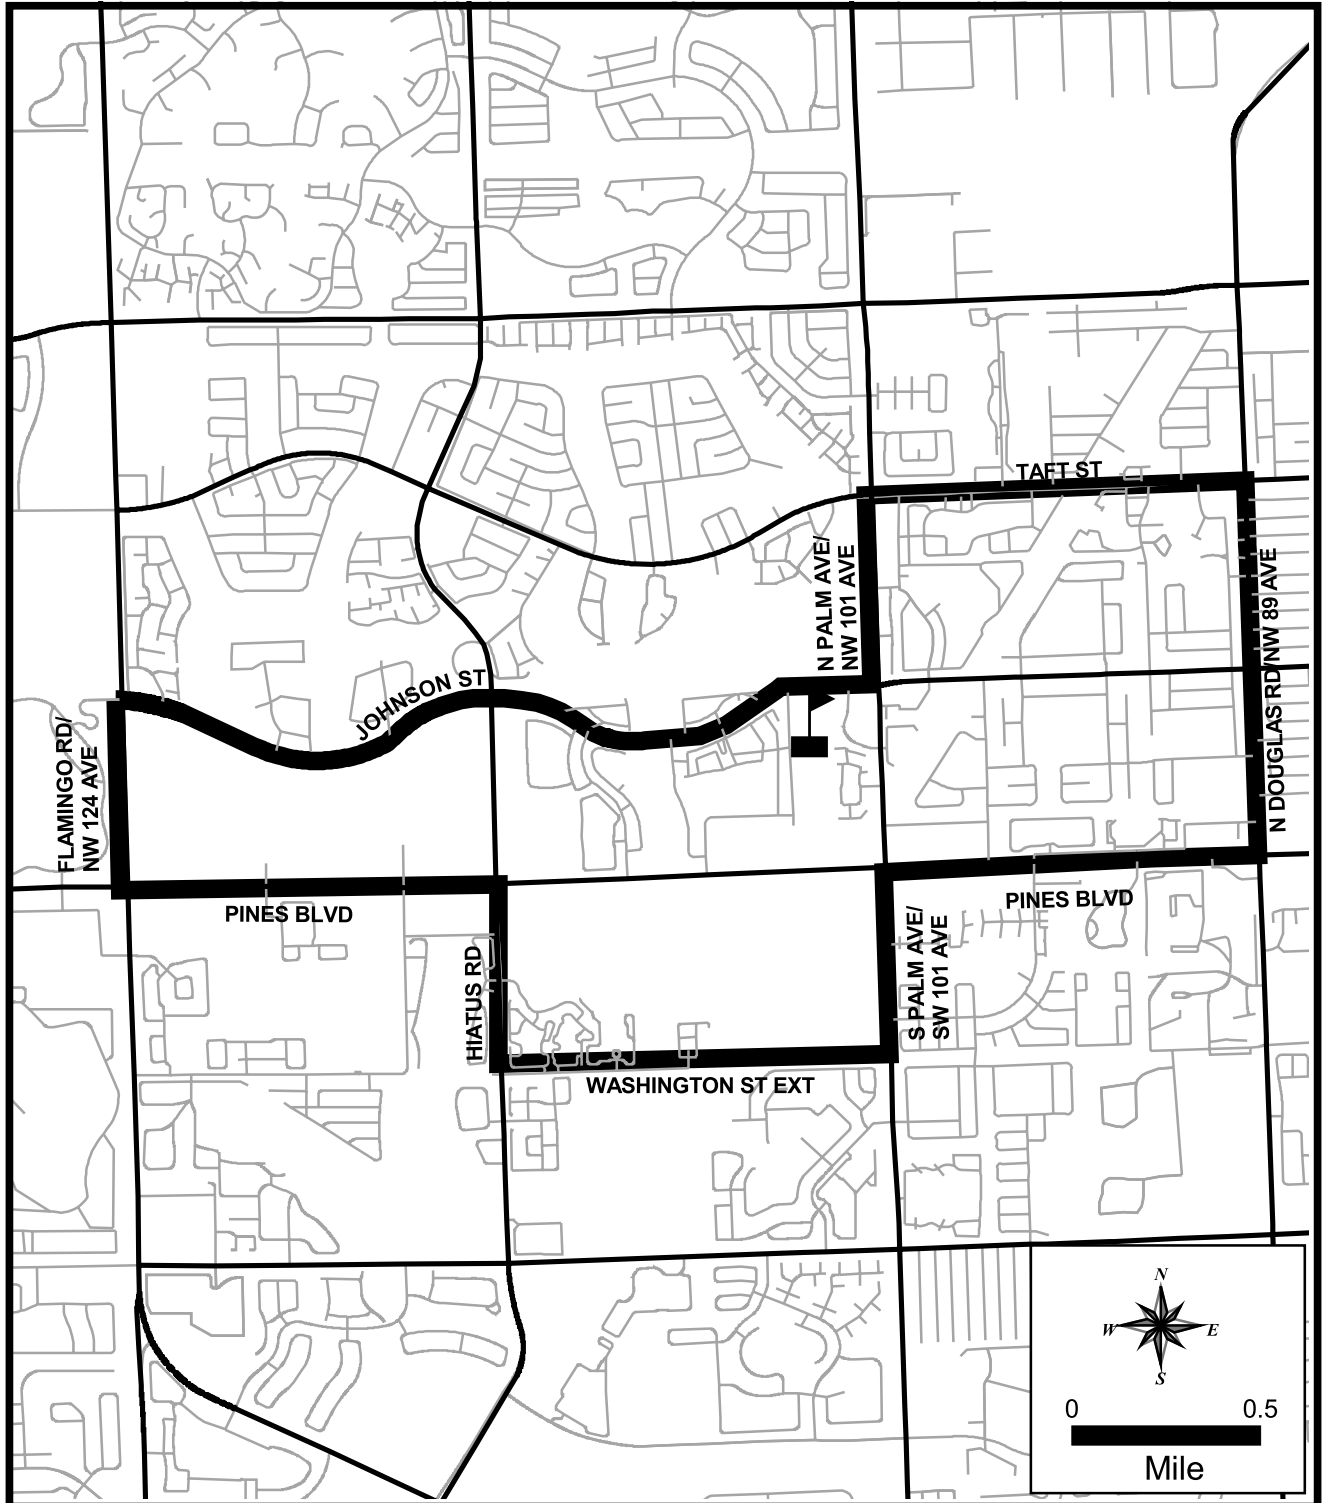 TAFT ST
N PALM AVE/
NW 101 AVE
N DOUGLAS RD/NW 89 AVE
JOHNSON ST
FLAMINGO RD/
NW 124 AVE
PINES BLVD
PINES BLVD
HIATUS RD
S PALM AVE/
SW 101 AVE
WASHINGTON ST EXT
N
W
E
S
0
0.5
Mile